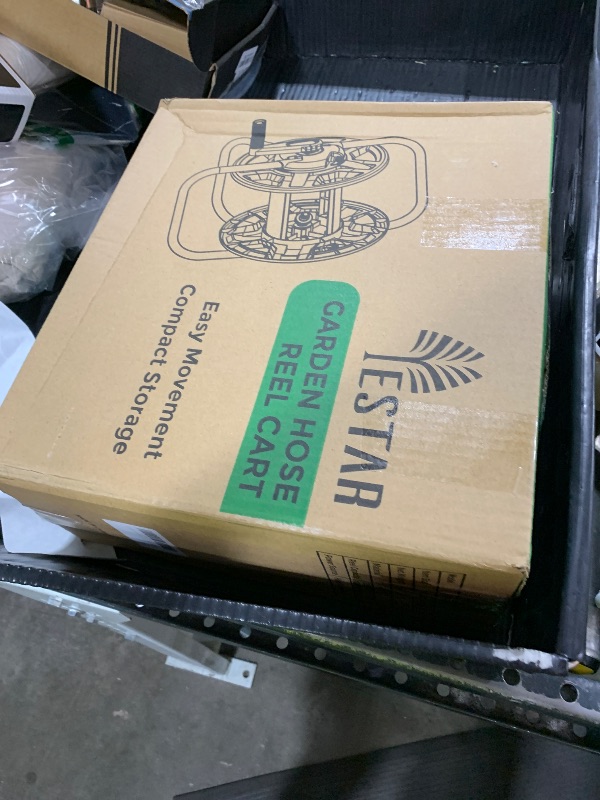 YESTAR
GARDEN HOSE
REEL CART
Easy Movement
Compact Storage